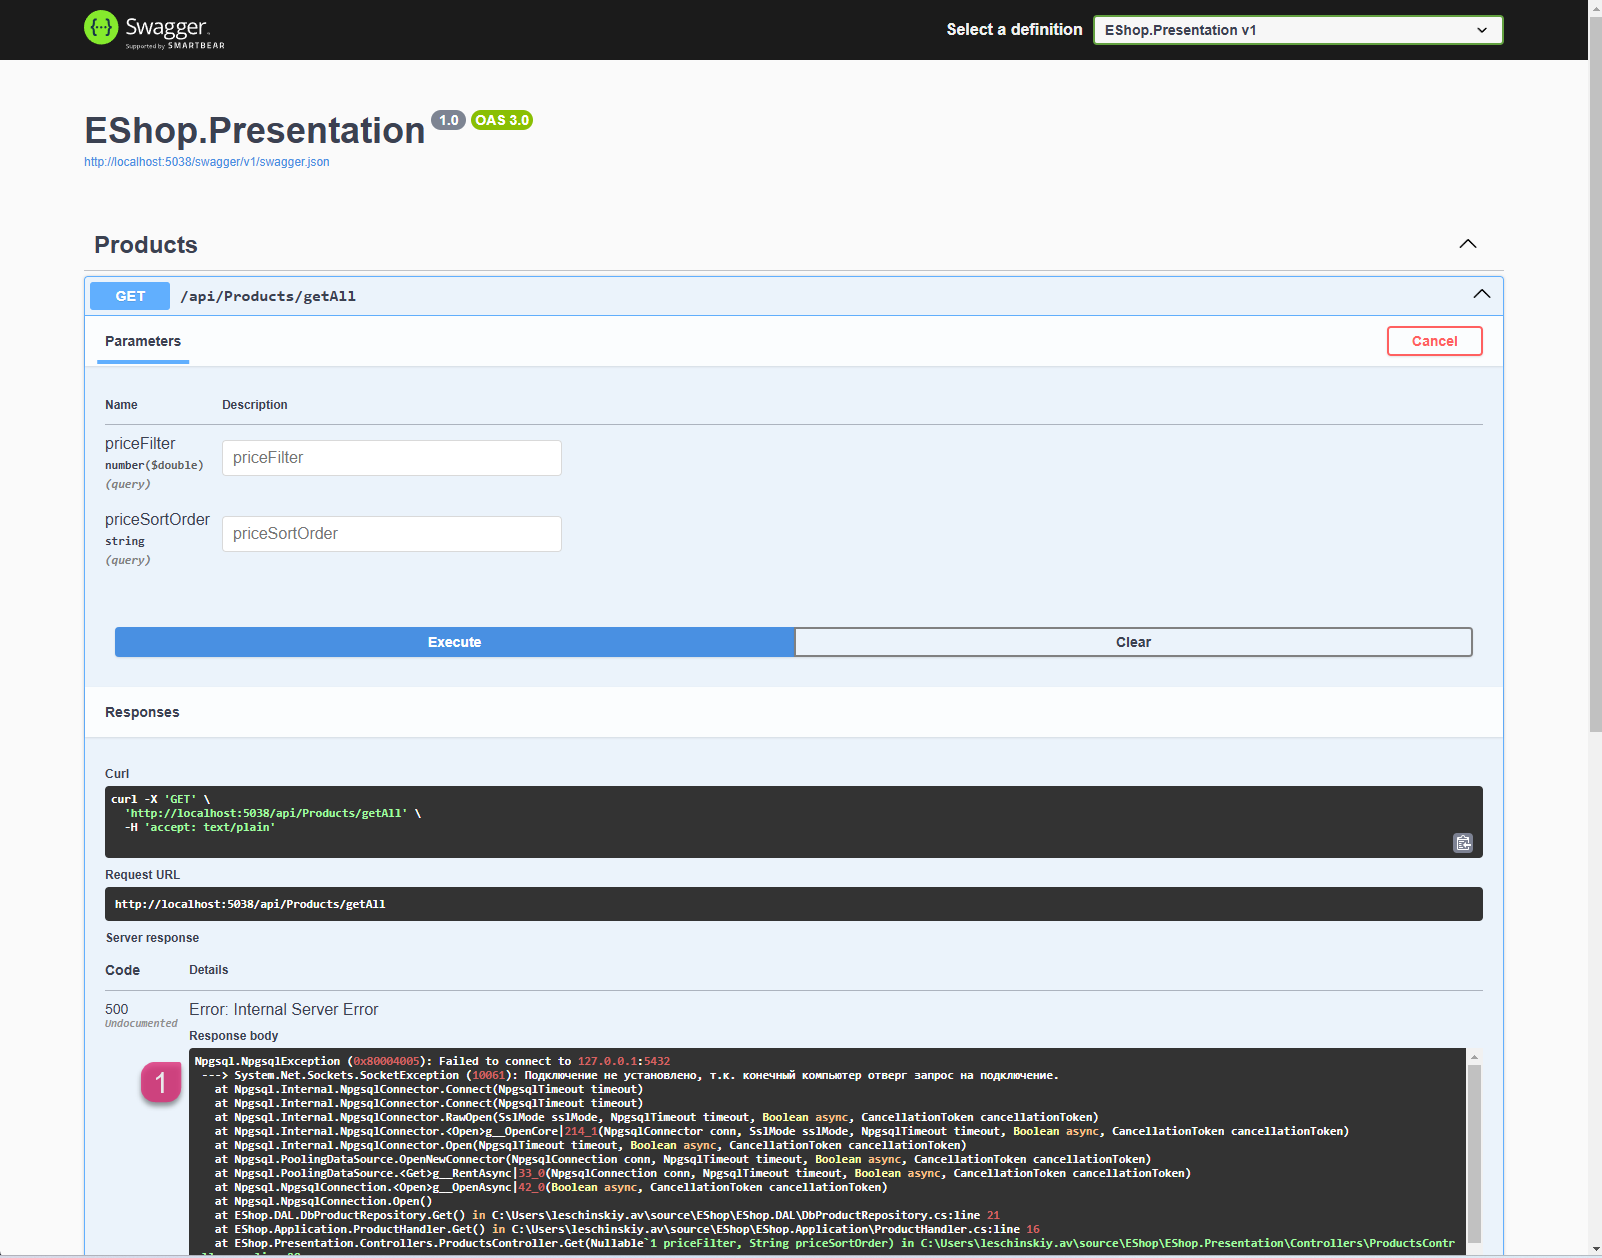 Swagger
Supported by SMARTBEAR
Select a definition
EShop.Presentation v1
EShop.Presentation 1.0 OAS 3.0
http://localhost:5038/swagger/v1/swagger.json
Products
GET /api/Products/getAll
Parameters
Cancel
Name Description
priceFilter
number($double)
(query)
priceFilter
priceSortOrder
string
(query)
priceSortOrder
Execute
Clear
Responses
Curl
curl -X 'GET' \
'http://localhost:5038/api/Products/getAll' \
-H 'accept: text/plain'
Request URL
http://localhost:5038/api/Products/getAll
Server response
Code Details
500
Undocumented
Error: Internal Server Error
Response body
1
Npgsql.NpgsqlException (0x80004005): Failed to connect to 127.0.0.1:5432
---> System.Net.Sockets.SocketException (10061): Подключение не установлено, т.к. конечный компьютер отверг запрос на подключение.
at Npgsql.Internal.NpgsqlConnector.Connect(NpgsqlTimeout timeout)
at Npgsql.Internal.NpgsqlConnector.Connect(NpgsqlTimeout timeout)
at Npgsql.Internal.NpgsqlConnector.RawOpen(SslMode sslMode, NpgsqlTimeout timeout, Boolean async, CancellationToken cancellationToken)
at Npgsql.Internal.NpgsqlConnector.<Open>g__OpenCore|214_1(NpgsqlConnector conn, SslMode sslMode, NpgsqlTimeout timeout, Boolean async, CancellationToken cancellationToken)
at Npgsql.Internal.NpgsqlConnector.Open(NpgsqlTimeout timeout, Boolean async, CancellationToken cancellationToken)
at Npgsql.PoolingDataSource.OpenNewConnector(NpgsqlConnection conn, NpgsqlTimeout timeout, Boolean async, CancellationToken cancellationToken)
at Npgsql.PoolingDataSource.<Get>g__RentAsync|33_0(NpgsqlConnection conn, NpgsqlTimeout timeout, Boolean async, CancellationToken cancellationToken)
at Npgsql.NpgsqlConnection.<Open>g__OpenAsync|42_0(Boolean async, CancellationToken cancellationToken)
at Npgsql.NpgsqlConnection.Open()
at EShop.DAL.DbProductRepository.Get() in C:\Users\leschinskiy.av\source\EShop\EShop.DAL\DbProductRepository.cs:line 21
at EShop.Application.ProductHandler.Get() in C:\Users\leschinskiy.av\source\EShop\EShop.Application\ProductHandler.cs:line 16
at EShop.Presentation.Controllers.ProductsController.Get(Nullable`1 priceFilter, String priceSortOrder) in C:\Users\leschinskiy.av\source\EShop\EShop.Presentation\Controllers\ProductsContr